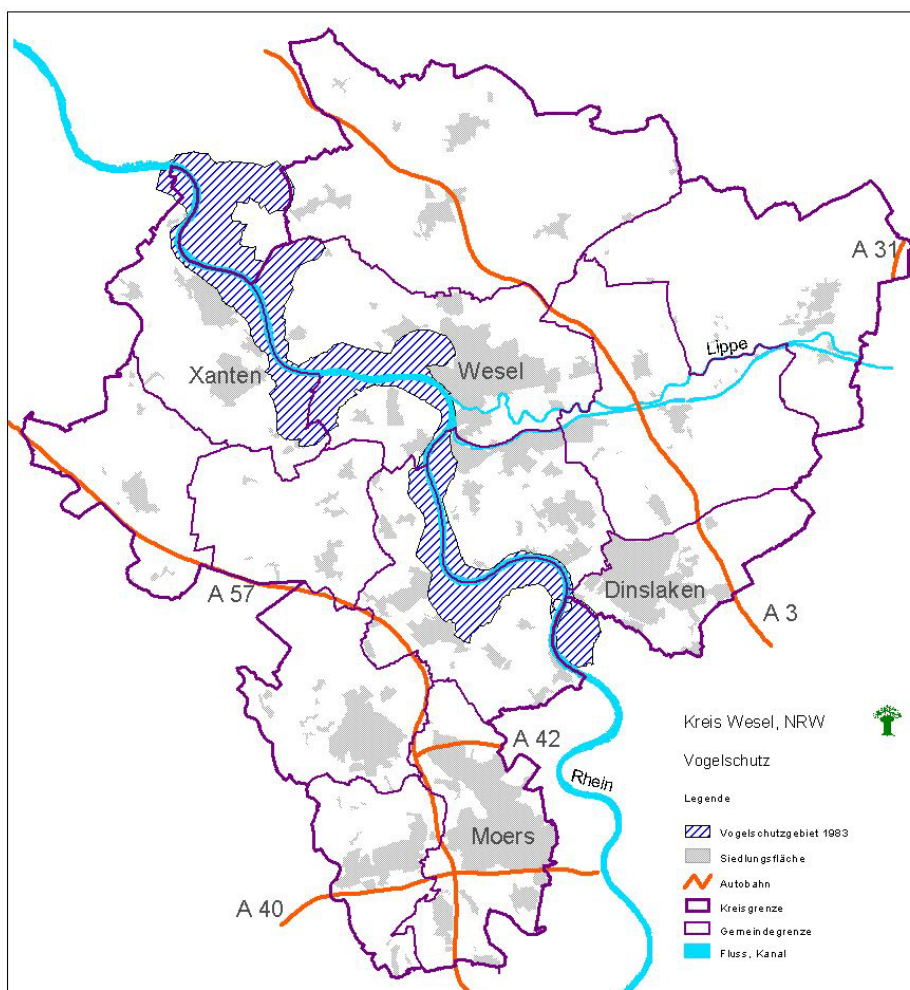 A 31
Lippe
Xanten
Wesel
A 57
Dinslaken
A 3
A 42
Rhein
Moers
A 40
Kreis Wesel, NRW
Vogelschutz
Legende
Vogelschutzgebiet 1983
Siedlungsfläche
Autobahn
Kreisgrenze
Gemeindegrenze
Fluss, Kanal